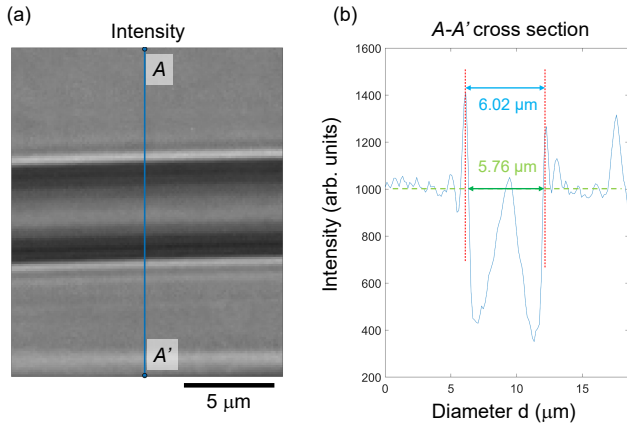 (a)
Intensity
A
A'
5 μm
(b)
A-A' cross section
1600
1400
1200
1000
800
600
400
200
0
5
10
15
Intensity (arb. units)
6.02 μm
5.76 μm
Diameter d (μm)